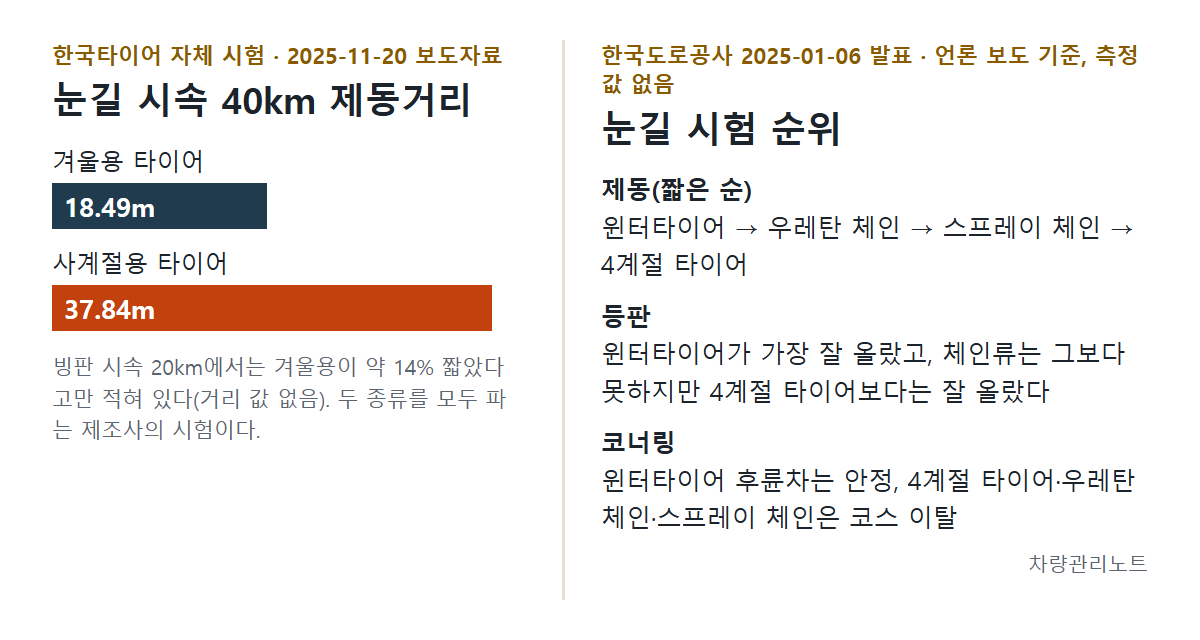 한국타이어 자체 시험 · 2025-11-20 보도자료
눈길 시속 40km 제동거리
겨울용 타이어
18.49m
사계절용 타이어
37.84m
빙판 시속 20km에서는 겨울용이 약 14% 짧았다
고만 적혀 있다(거리 값 없음). 두 종류를 모두 파
는 제조사의 시험이다.
한국도로공사 2025-01-06 발표 · 언론 보도 기준, 측정
값 없음
눈길 시험 순위
제동(짧은 순)
윈터타이어 → 우레탄 체인 → 스프레이 체인 →
4계절 타이어
등판
윈터타이어가 가장 잘 올랐고, 체인류는 그보다
못하지만 4계절 타이어보다는 잘 올랐다
코너링
윈터타이어 후륜차는 안정, 4계절 타이어·우레탄
체인·스프레이 체인은 코스 이탈
차량관리노트